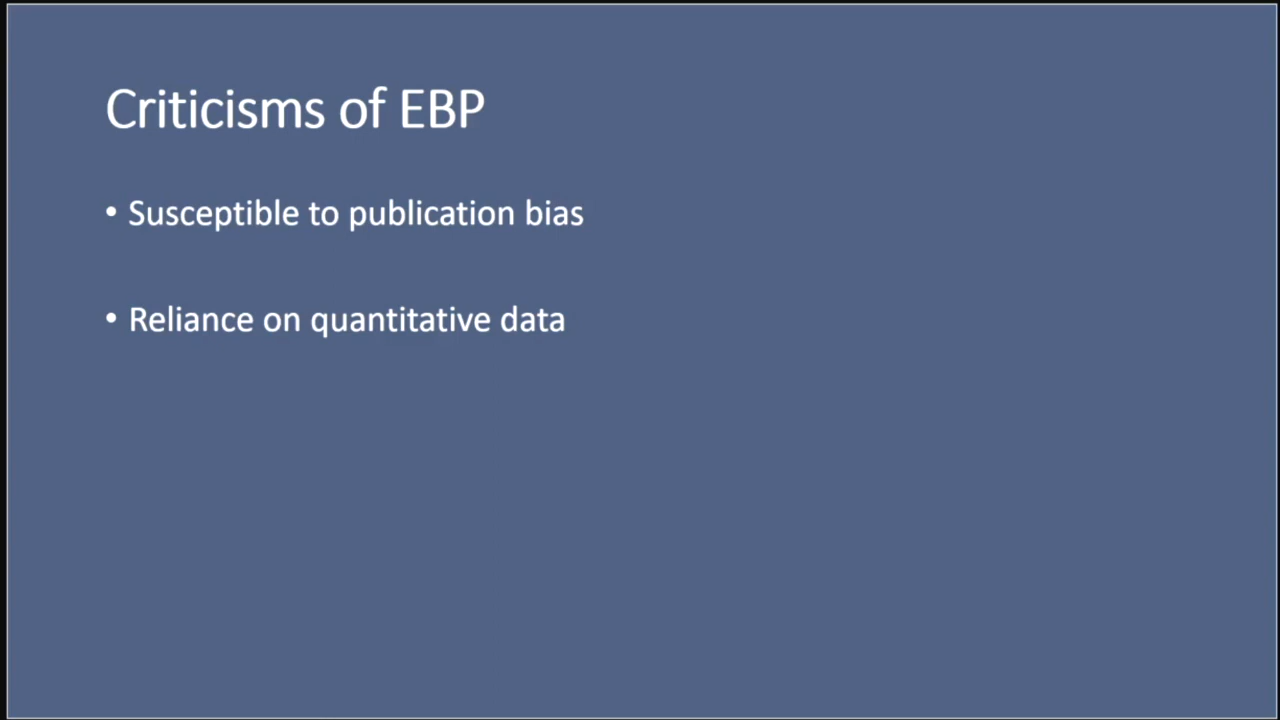 Criticisms of EBP
• Susceptible to publication bias
• Reliance on quantitative data